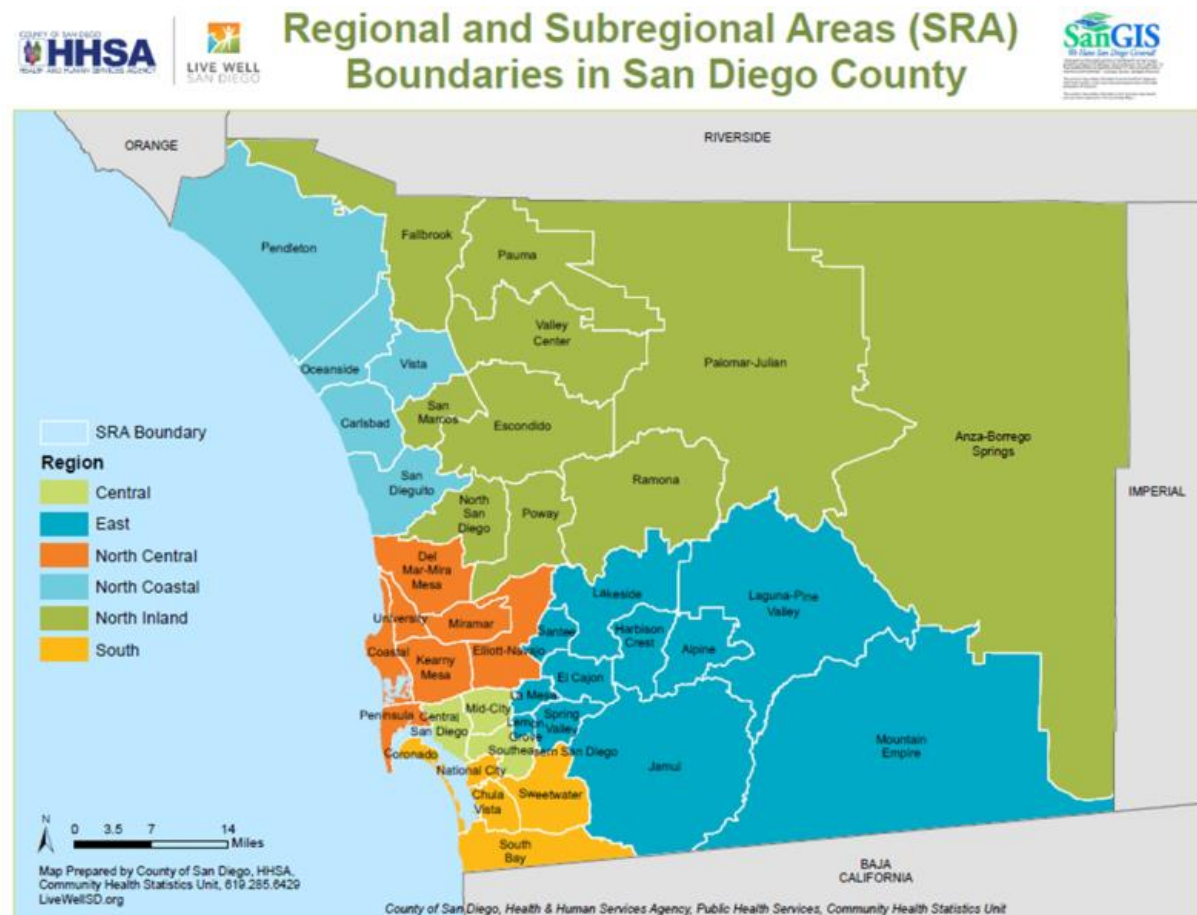 COUNTY OF SAN DIEGO
HHSA
HEALTH AND HUMAN SERVICES AGENCY
LIVE WELL
SAN DIEGO
Regional and Subregional Areas (SRA)
Boundaries in San Diego County
SanGIS
ORANGE
RIVERSIDE
Pendleton
Fallbrook
Pauma
Valley
Center
Palomar-Julian
Oceanside
Vista
Carlsbad
San
Marcos
Escondido
Anza-Borrego
Springs
San
Dieguito
North
San
Diego
Poway
Ramona
IMPERIAL
SRA Boundary
Region
Central
East
North Central
North Coastal
North Inland
South
Del
Mar-Mira
Mesa
University
Miramar
Coastal
Kearny
Mesa
Elliott-Navajo
Lakeside
Santee
Harbison
Crest
Alpine
Laguna-Pine
Valley
El Cajon
La Mesa
Mid-City
Peninsula
Central
San
Diego
Lemon
Grove
Spring
Valley
Southeastern San Diego
Coronado
National City
Jamul
Mountain
Empire
Chula
Vista
Sweetwater
South
Bay
N
0 3.5 7 14
Miles
Map Prepared by County of San Diego, HHSA,
Community Health Statistics Unit, 619.285.6429
LiveWellSD.org
BAJA
CALIFORNIA
County of San Diego, Health & Human Services Agency, Public Health Services, Community Health Statistics Unit